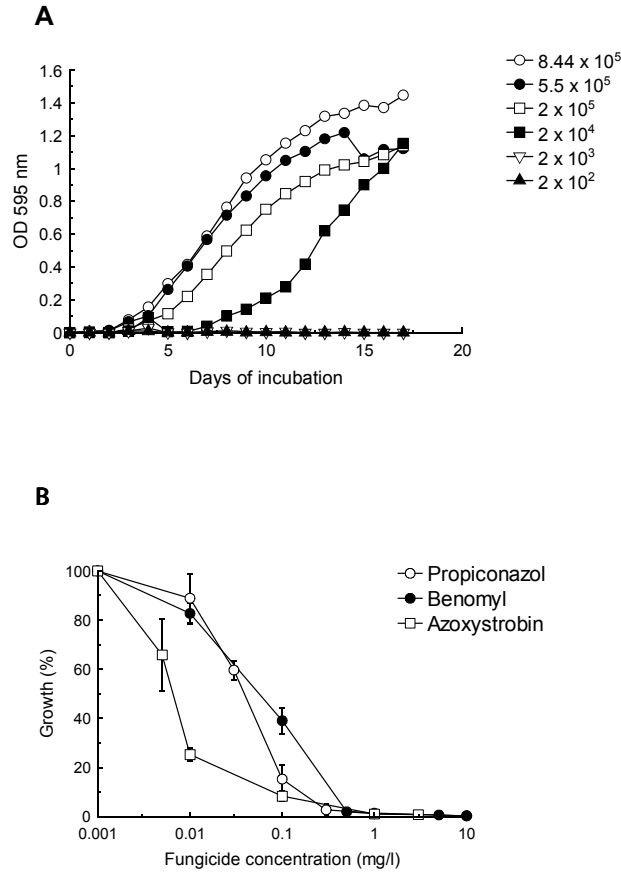 A
8.44 x 10⁵
5.5 x 10⁵
2 x 10⁵
2 x 10⁴
2 x 10³
2 x 10²
1.6
1.4
1.2
1
0.8
0.6
0.4
0.2
0
OD 595 nm
0 5 10 15 20
Days of incubation
B
Propiconazol
Benomyl
Azoxystrobin
100
80
60
40
20
0
Growth (%)
0.001 0.01 0.1 1 10
Fungicide concentration (mg/l)